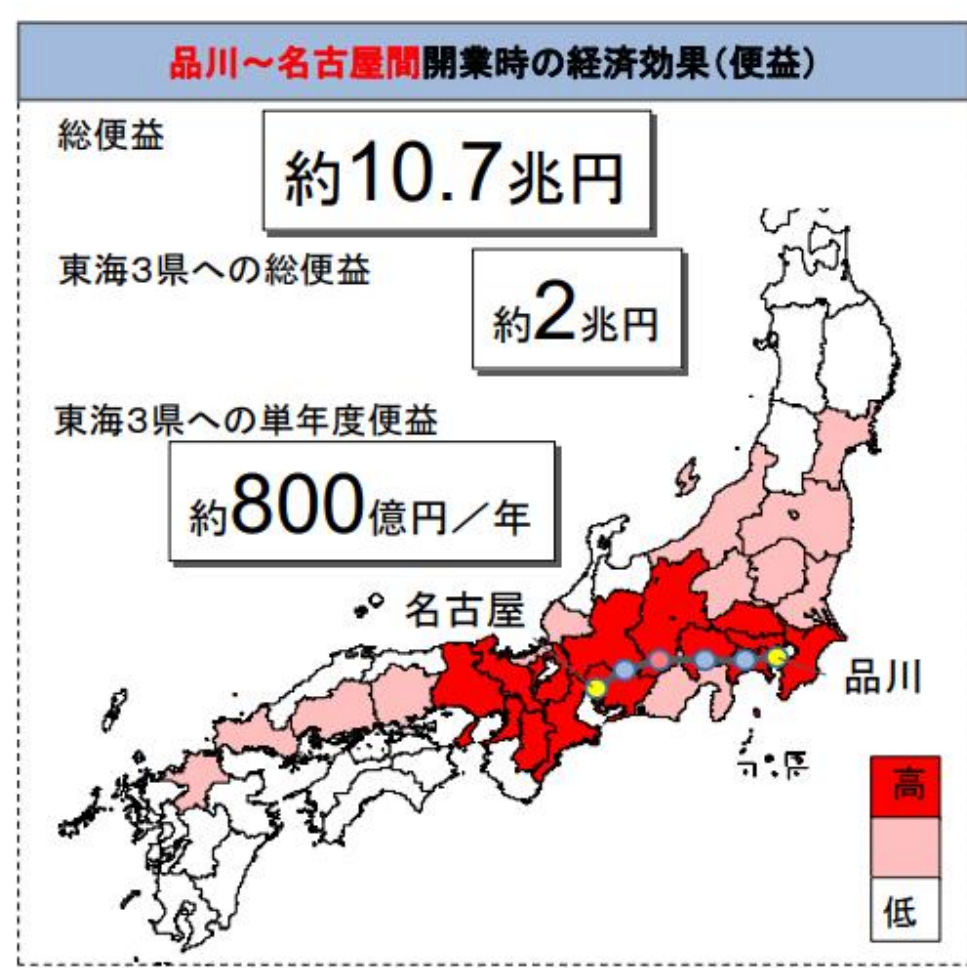 品川～名古屋間開業時の経済効果(便益)
総便益
約10.7兆円
東海3県への総便益
約2兆円
東海3県への単年度便益
約800億円／年
名古屋
品川
高
低